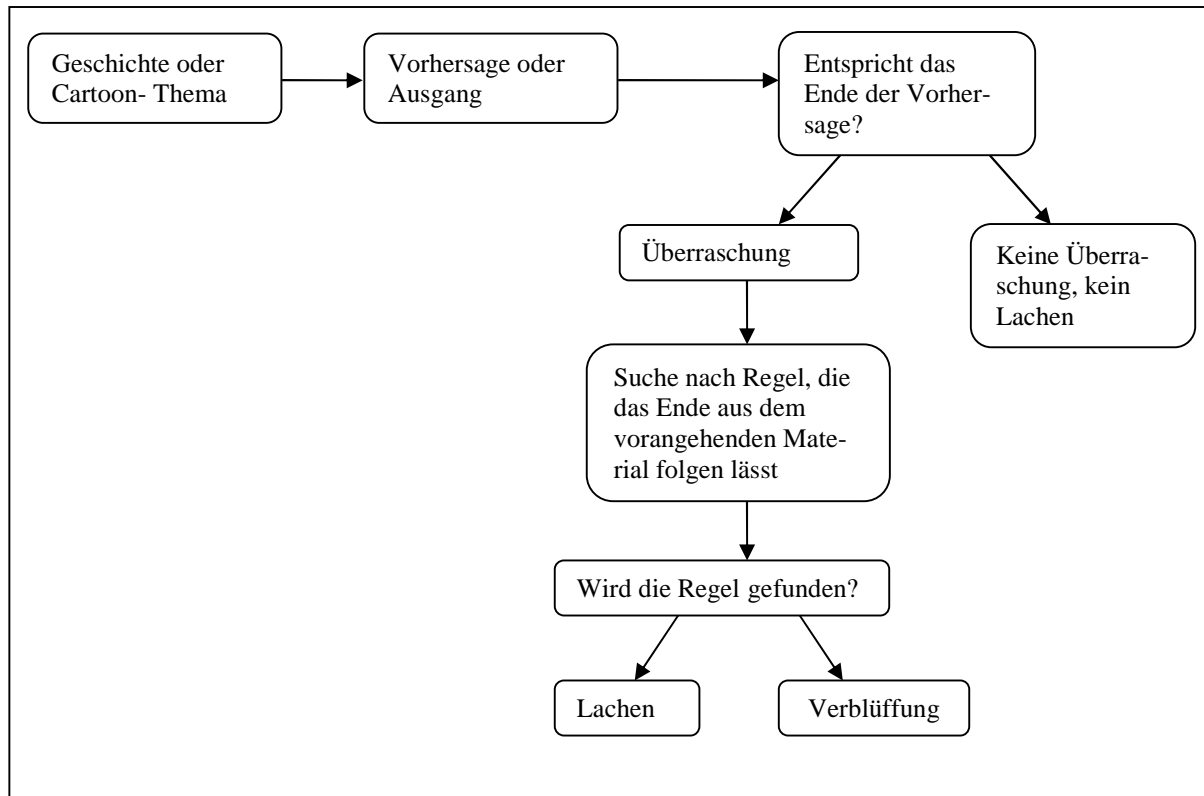 Geschichte oder
Cartoon- Thema
Vorhersage oder
Ausgang
Entspricht das
Ende der Vorher-
sage?
Überraschung
Keine Überra-
schung, kein
Lachen
Suche nach Regel, die
das Ende aus dem
vorangehenden Mate-
rial folgen lässt
Wird die Regel gefunden?
Lachen
Verblüffung